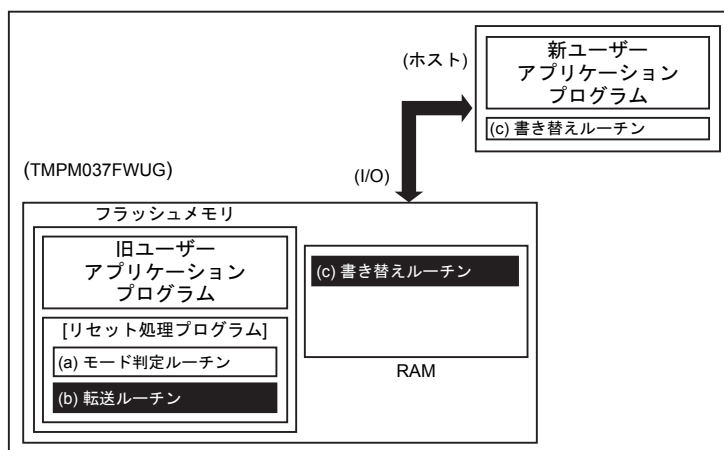 (ホスト)
新ユーザー
アプリケーション
プログラム
(c) 書き替えルーチン
(TMPM037FWUG)
(I/O)
フラッシュメモリ
旧ユーザー
アプリケーション
プログラム
(c) 書き替えルーチン
[リセット処理プログラム]
(a) モード判定ルーチン
RAM
(b) 転送ルーチン